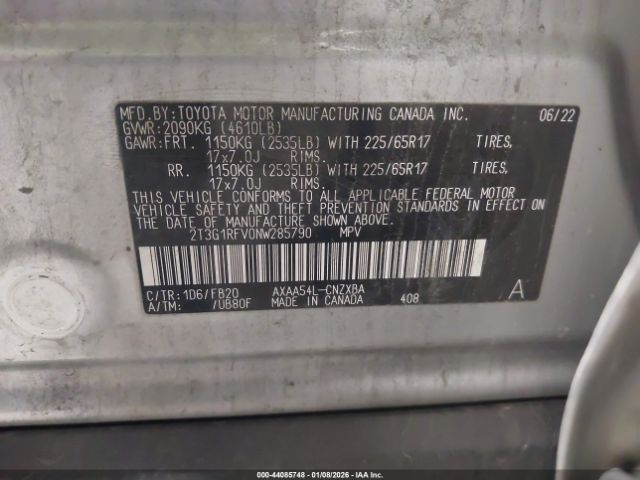 MFD. BY: TOYOTA MOTOR MANUFACTURING CANADA INC. 06/22
GVWR: 2090KG (4610LB)
GAWR: FRT. 1150KG (2535LB) WITH 225/65R17 TIRES,
17x7.0J RIMS.
RR. 1150KG (2535LB) WITH 225/65R17 TIRES,
17x7.0J RIMS.
THIS VEHICLE CONFORMS TO ALL APPLICABLE FEDERAL MOTOR
VEHICLE SAFETY AND THEFT PREVENTION STANDARDS IN EFFECT ON
THE DATE OF MANUFACTURE SHOWN ABOVE.
2T3G1RFV0NW285790 MPV
C/TR: 1D6/FB20 AXAA54L-CNZXBA A
A/TM: /UB80F MADE IN CANADA 408
000-44085748 - 01/08/2026 - IAA Inc.